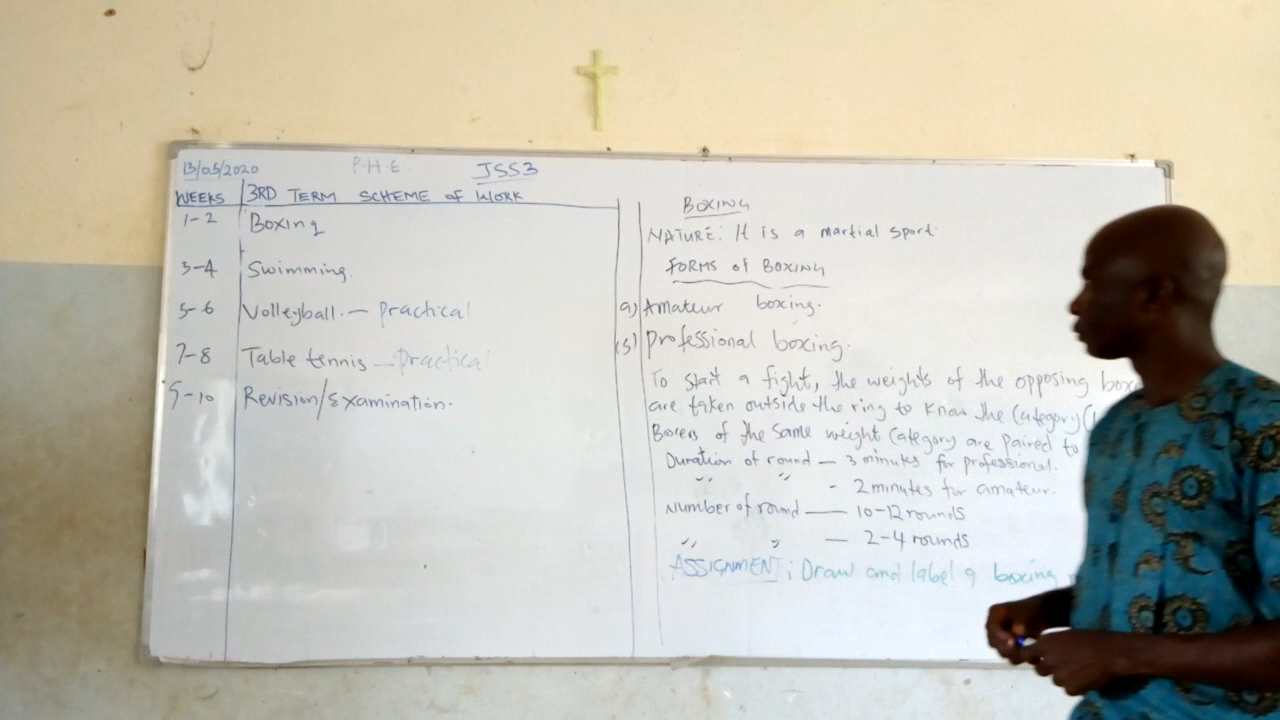 13/05/2020 P.H.E. JSS3
WEEKS 3RD TERM SCHEME of WORK
1-2 Boxing
3-4 Swimming.
5-6 Volleyball. — practical
7-8 Table tennis — practical
9-10 Revision/Examination.
BOXING
NATURE: It is a martial sport.
FORMS of BOXING
a) Amateur boxing.
(b) Professional boxing.
To start a fight, the weights of the opposing
are taken outside the ring to know the Category
Boxers of the same weight Category are paired to
Duration of round — 3 minutes for professional.
,, ,, - 2 minutes for amateur.
Number of round — 10-12 rounds
,, ,, — 2-4 rounds
ASSIGNMENT; Draw and label a boxing